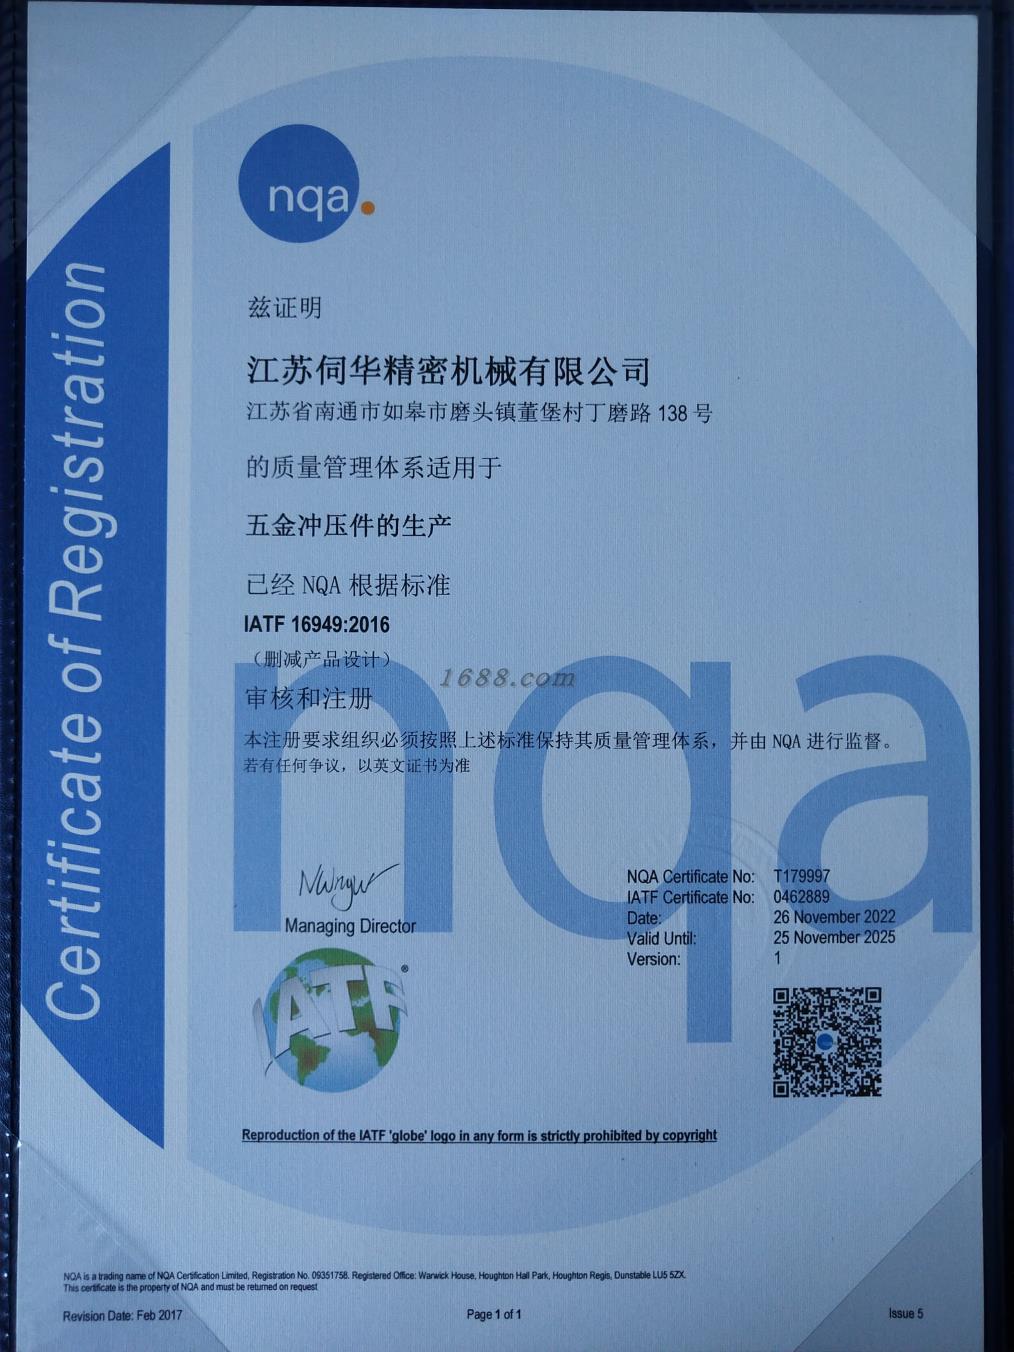 Certificate of Registration
nqa.
兹证明
江苏伺华精密机械有限公司
江苏省南通市如皋市磨头镇董堡村丁磨路 138 号
的质量管理体系适用于
五金冲压件的生产
已经 NQA 根据标准
IATF 16949:2016
（删减产品设计）
1688.com
审核和注册
本注册要求组织必须按照上述标准保持其质量管理体系，并由 NQA 进行监督。
若有任何争议，以英文证书为准
nqa
Managing Director
NQA Certificate No: T179997
IATF Certificate No: 0462889
Date: 26 November 2022
Valid Until: 25 November 2025
Version: 1
IATF®
Reproduction of the IATF 'globe' logo in any form is strictly prohibited by copyright
NQA is a trading name of NQA Certification Limited, Registration No. 09351758. Registered Office: Warwick House, Houghton Hall Park, Houghton Regis, Dunstable LU5 5ZX.
This certificate is the property of NQA and must be returned on request
Revision Date: Feb 2017 Page 1 of 1 Issue 5